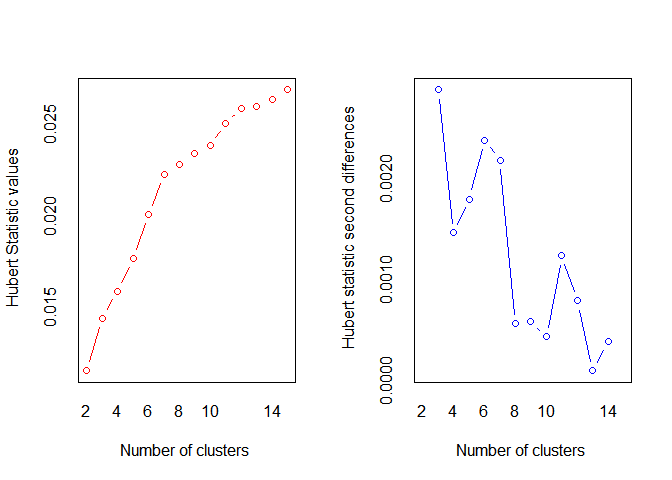 Hubert Statistic values
0.015 0.020 0.025
2 4 6 8 10 14
Number of clusters
Hubert statistic second differences
0.0000 0.0010 0.0020
2 4 6 8 10 14
Number of clusters